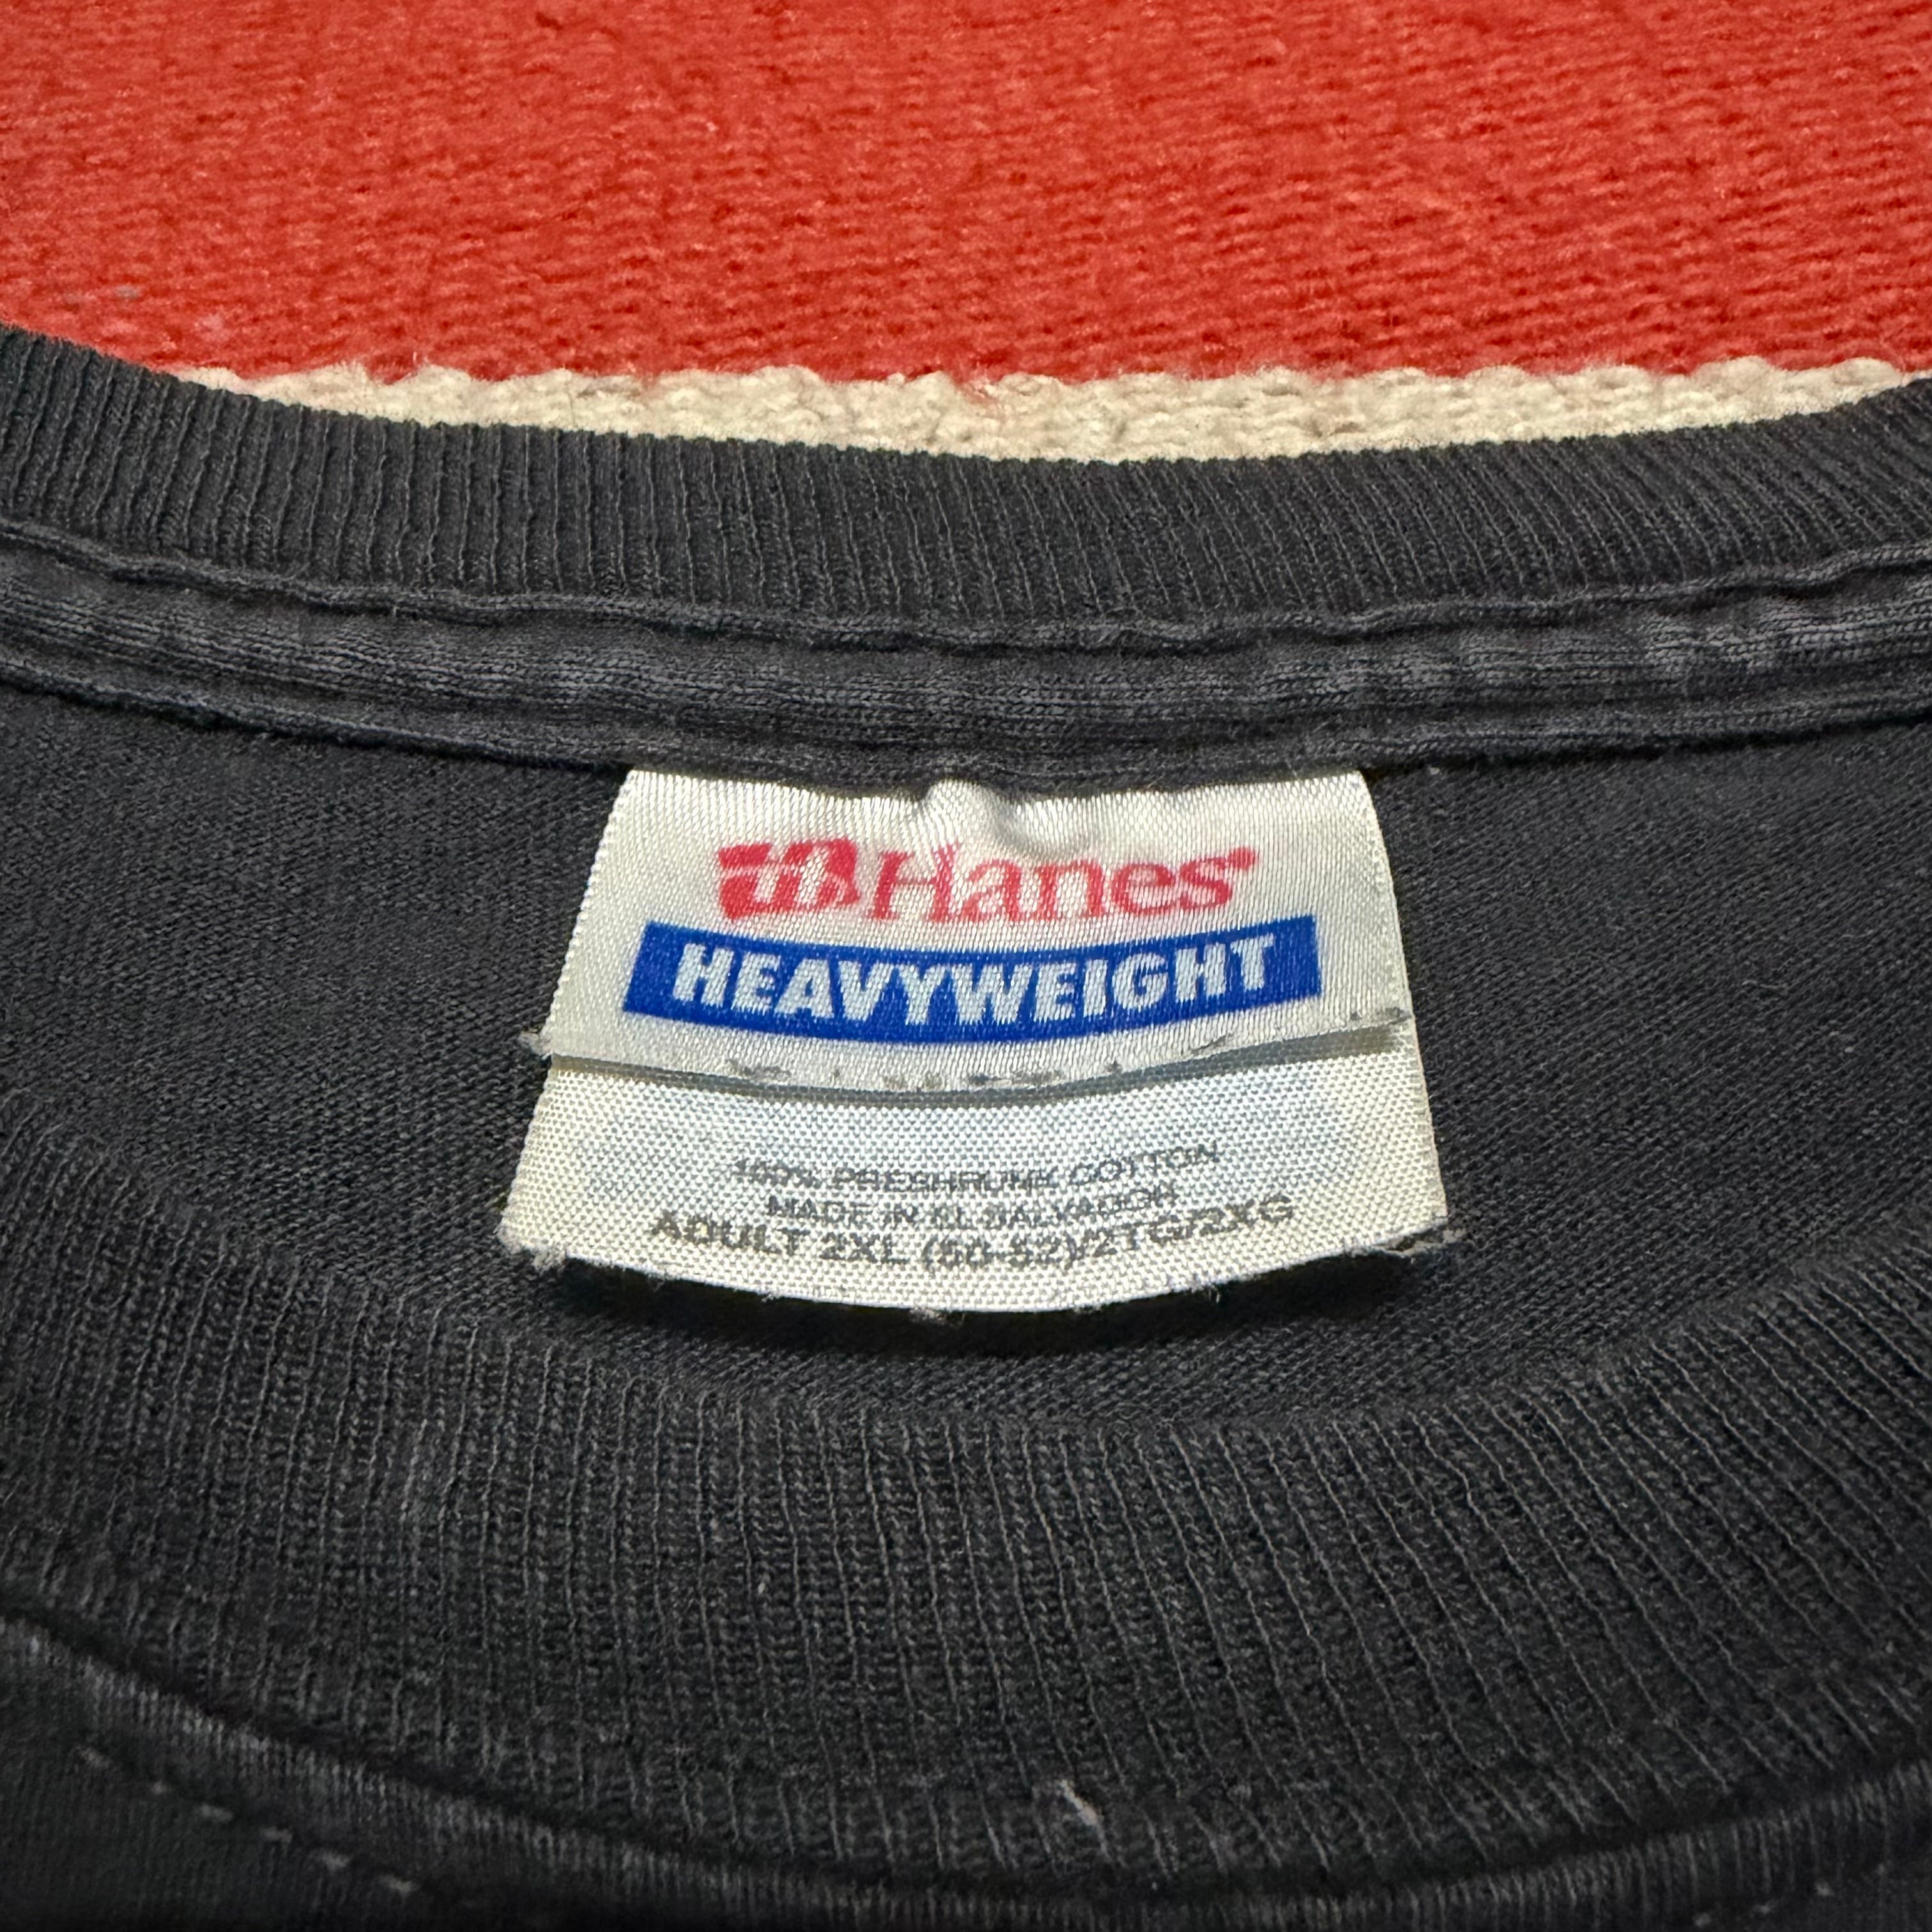 Hanes
HEAVYWEIGHT
100% PRESHRUNK COTTON
MADE IN EL SALVADOR
ADULT 2XL (50-52)/2TG/2XG